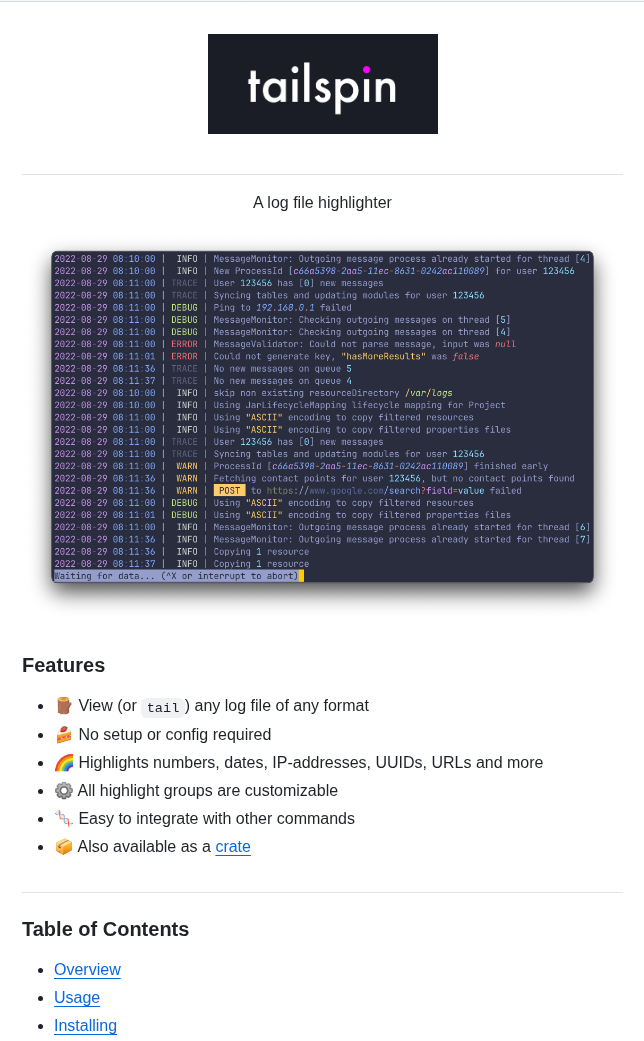 tailspin
A log file highlighter
2022-08-29 08:10:00 | INFO | MessageMonitor: Outgoing message process already started for thread [4]
2022-08-29 08:10:00 | INFO | New ProcessId [c66a5398-2aa5-11ec-8631-0242ac110089] for user 123456
2022-08-29 08:11:00 | TRACE | User 123456 has [0] new messages
2022-08-29 08:11:00 | TRACE | Syncing tables and updating modules for user 123456
2022-08-29 08:11:00 | DEBUG | Ping to 192.168.0.1 failed
2022-08-29 08:11:00 | DEBUG | MessageMonitor: Checking outgoing messages on thread [5]
2022-08-29 08:11:00 | DEBUG | MessageMonitor: Checking outgoing messages on thread [4]
2022-08-29 08:11:00 | ERROR | MessageValidator: Could not parse message, input was null
2022-08-29 08:11:01 | ERROR | Could not generate key, "hasMoreResults" was false
2022-08-29 08:11:36 | TRACE | No new messages on queue 5
2022-08-29 08:11:37 | TRACE | No new messages on queue 4
2022-08-29 08:10:00 | INFO | skip non existing resourceDirectory /var/logs
2022-08-29 08:11:00 | INFO | Using JarLifecycleMapping lifecycle mapping for Project
2022-08-29 08:11:00 | INFO | Using "ASCII" encoding to copy filtered resources
2022-08-29 08:11:01 | INFO | Using "ASCII" encoding to copy filtered properties files
2022-08-29 08:11:00 | TRACE | User 123456 has [0] new messages
2022-08-29 08:11:00 | TRACE | Syncing tables and updating modules for user 123456
2022-08-29 08:11:36 | WARN | ProcessId [c66a5398-2aa5-11ec-8631-0242ac110089] finished early
2022-08-29 08:11:36 | WARN | Fetching contact points for user 123456, but no contact points found
2022-08-29 08:11:36 | WARN | POST to https://www.google.com/search?field=value failed
2022-08-29 08:11:00 | DEBUG | Using "ASCII" encoding to copy filtered resources
2022-08-29 08:11:01 | DEBUG | Using "ASCII" encoding to copy filtered properties files
2022-08-29 08:11:00 | INFO | MessageMonitor: Outgoing message process already started for thread [6]
2022-08-29 08:11:36 | INFO | MessageMonitor: Outgoing message process already started for thread [7]
2022-08-29 08:11:36 | INFO | Copying 1 resource
2022-08-29 08:11:37 | INFO | Copying 1 resource
Waiting for data... (^X or interrupt to abort)
Features
• 🪵 View (or tail) any log file of any format
• 🍰 No setup or config required
• 🌈 Highlights numbers, dates, IP-addresses, UUIDs, URLs and more
• ⚙️ All highlight groups are customizable
• 🧬 Easy to integrate with other commands
• 📦 Also available as a crate
Table of Contents
• Overview
• Usage
• Installing